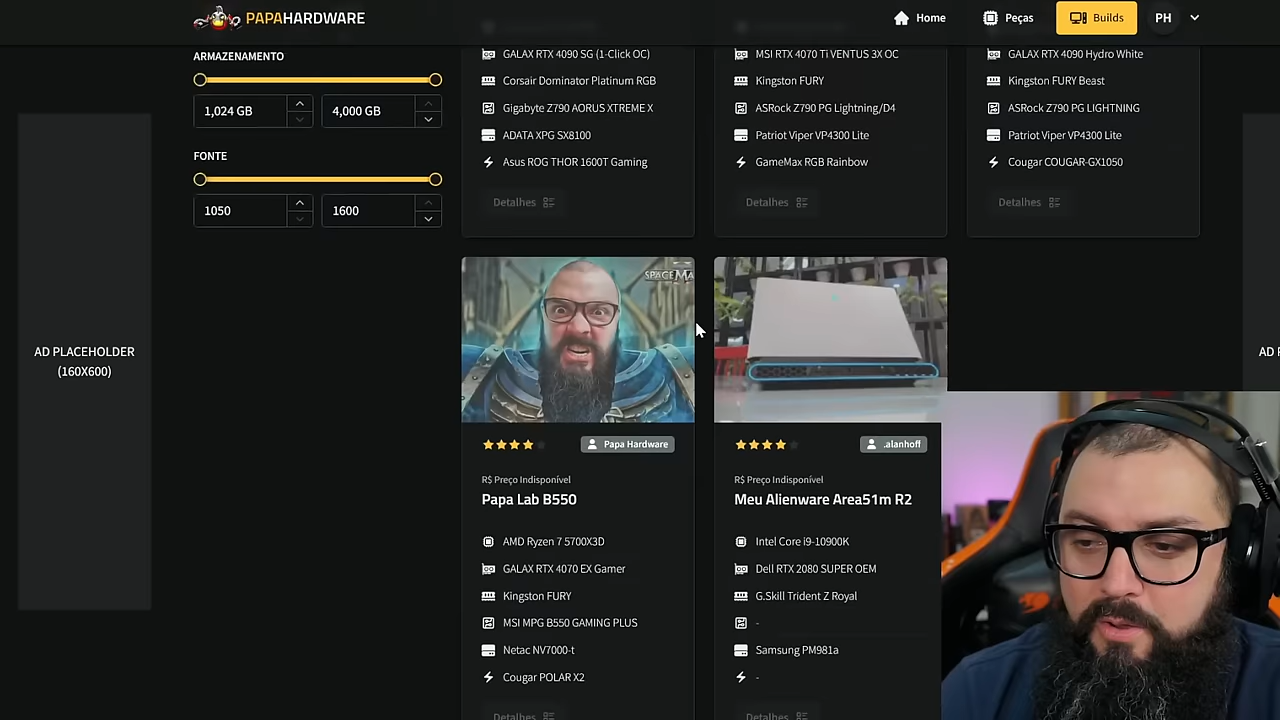 PAPAHARDWARE
Home
Peças
Builds
PH
ARMAZENAMENTO
1,024 GB
4,000 GB
FONTE
1050
1600
AD PLACEHOLDER
(160X600)
GALAX RTX 4090 SG (1-Click OC)
Corsair Dominator Platinum RGB
Gigabyte Z790 AORUS XTREME X
ADATA XPG SX8100
Asus ROG THOR 1600T Gaming
Detalhes
MSI RTX 4070 Ti VENTUS 3X OC
Kingston FURY
ASRock Z790 PG Lightning/D4
Patriot Viper VP4300 Lite
GameMax RGB Rainbow
Detalhes
GALAX RTX 4090 Hydro White
Kingston FURY Beast
ASRock Z790 PG LIGHTNING
Patriot Viper VP4300 Lite
Cougar COUGAR-GX1050
Detalhes
Papa Hardware
R$ Preço Indisponível
Papa Lab B550
AMD Ryzen 7 5700X3D
GALAX RTX 4070 EX Gamer
Kingston FURY
MSI MPG B550 GAMING PLUS
Netac NV7000-t
Cougar POLAR X2
Detalhes
.alanhoff
R$ Preço Indisponível
Meu Alienware Area51m R2
Intel Core i9-10900K
Dell RTX 2080 SUPER OEM
G.Skill Trident Z Royal
-
Samsung PM981a
-
Detalhes
AD